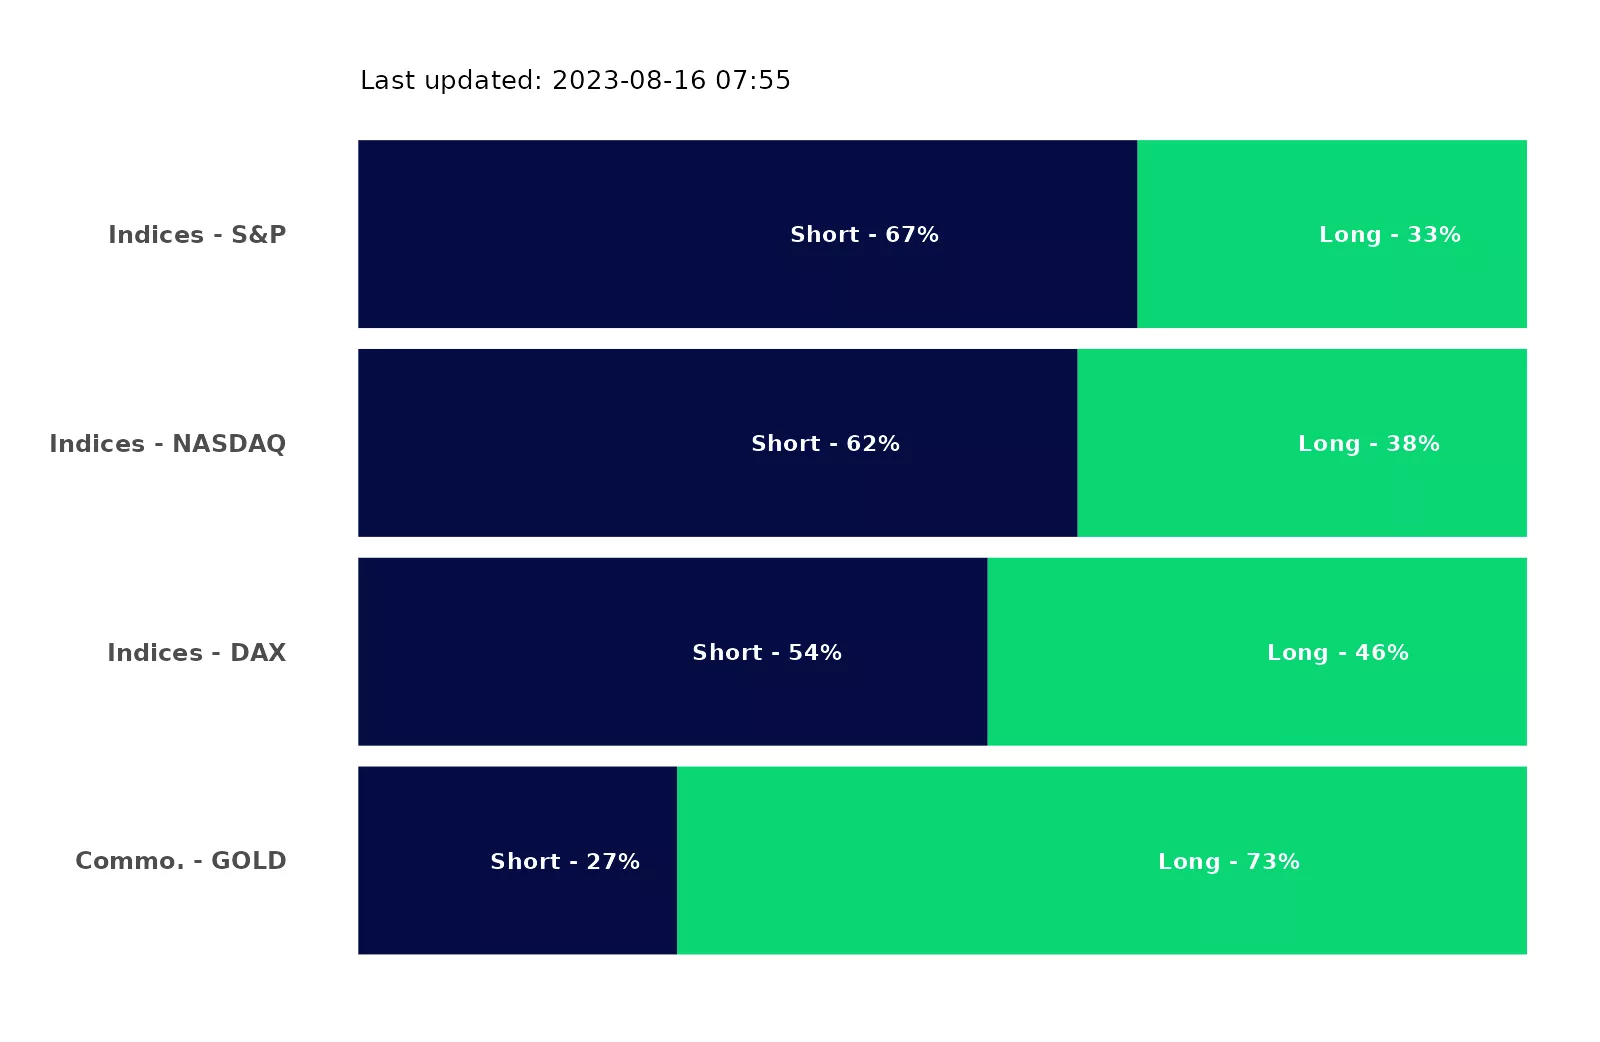 Last updated: 2023-08-16 07:55
Indices - S&P Short - 67% Long - 33%
Indices - NASDAQ Short - 62% Long - 38%
Indices - DAX Short - 54% Long - 46%
Commo. - GOLD Short - 27% Long - 73%